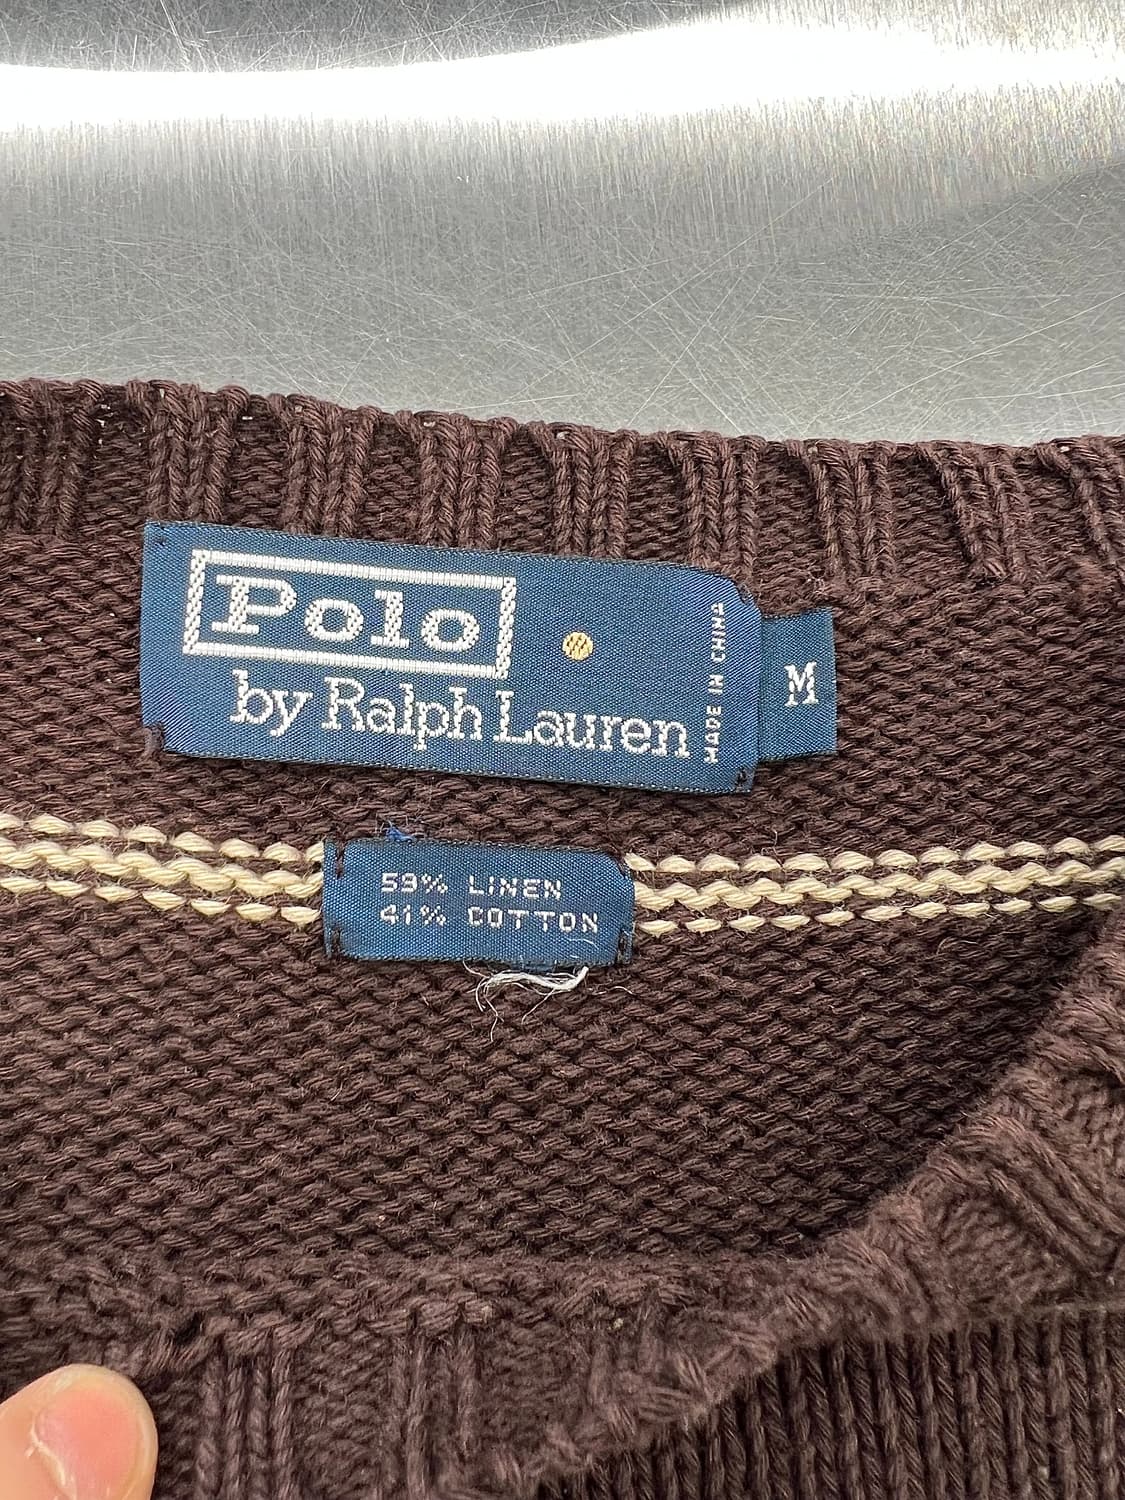 Polo
by Ralph Lauren
MADE IN CHINA
M
59% LINEN
41% COTTON